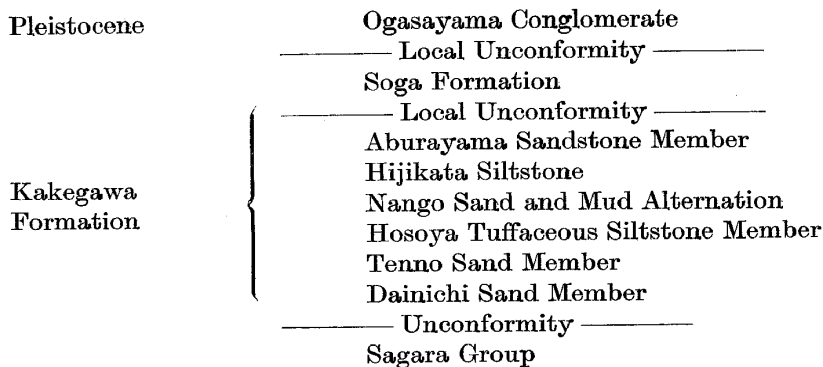 Pleistocene Ogasayama Conglomerate
Local Unconformity
Soga Formation
Local Unconformity
Aburayama Sandstone Member
Hijikata Siltstone
Kakegawa
Formation
Nango Sand and Mud Alternation
Hosoya Tuffaceous Siltstone Member
Tenno Sand Member
Dainichi Sand Member
Unconformity
Sagara Group